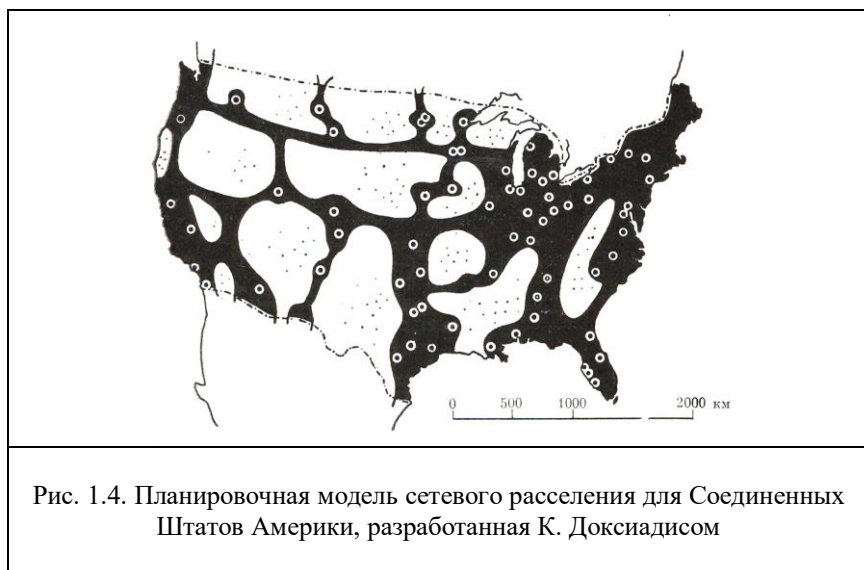 0 500 1000 2000 км
Рис. 1.4. Планировочная модель сетевого расселения для Соединенных
Штатов Америки, разработанная К. Доксиадисом